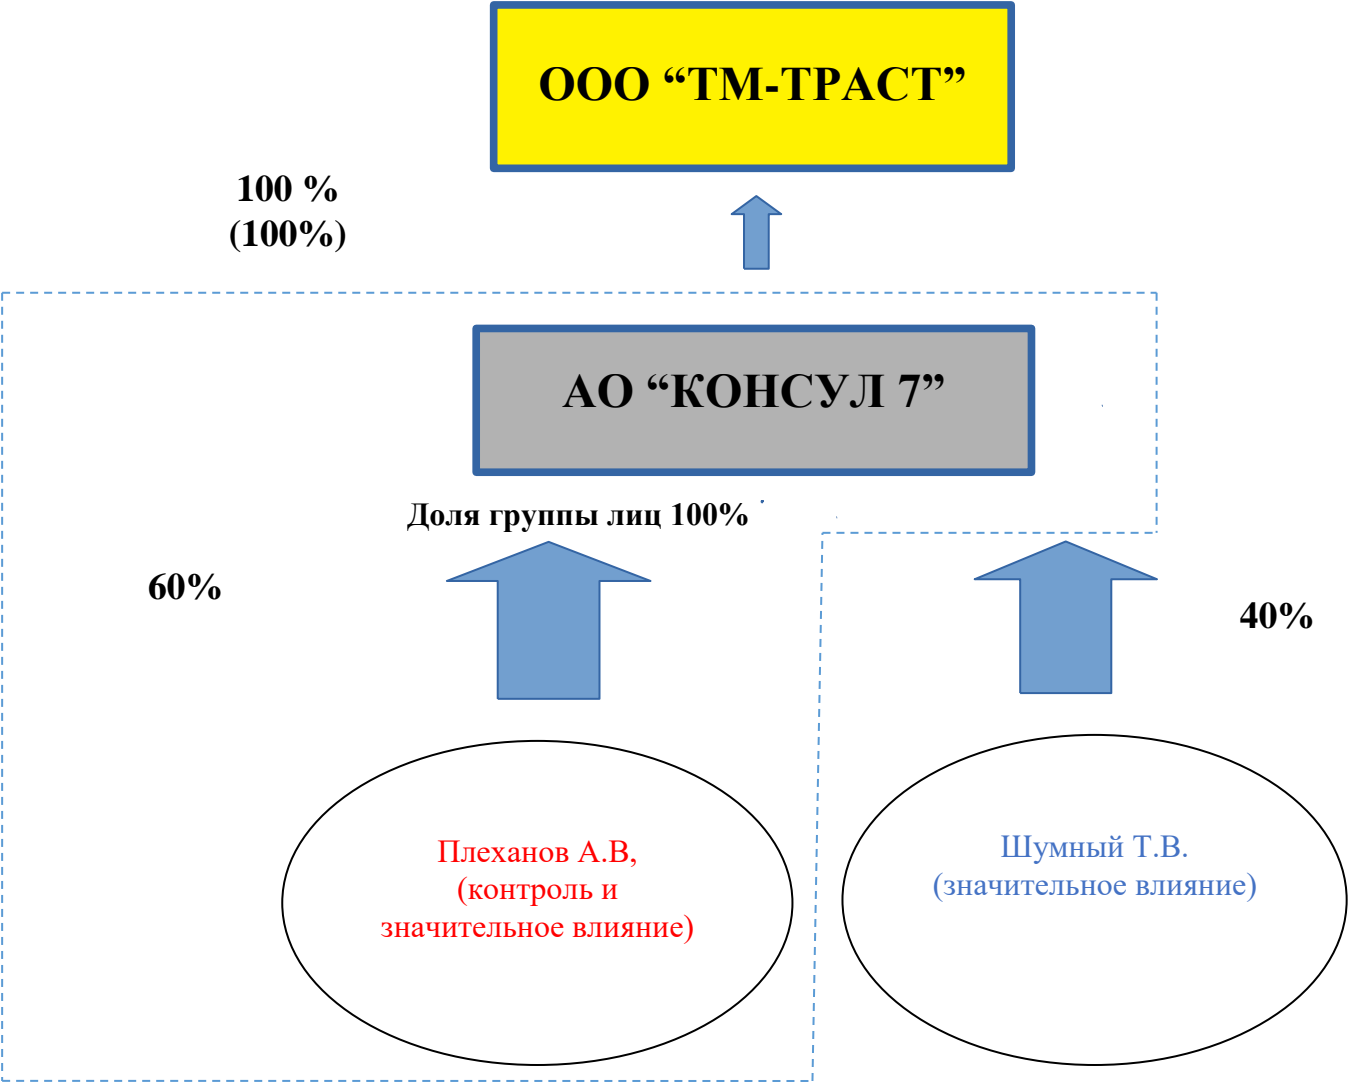 ООО “ТМ-ТРАСТ”
100 %
(100%)
АО “КОНСУЛ 7”
Доля группы лиц 100%
60%
40%
Плеханов А.В,
(контроль и
значительное влияние)
Шумный Т.В.
(значительное влияние)